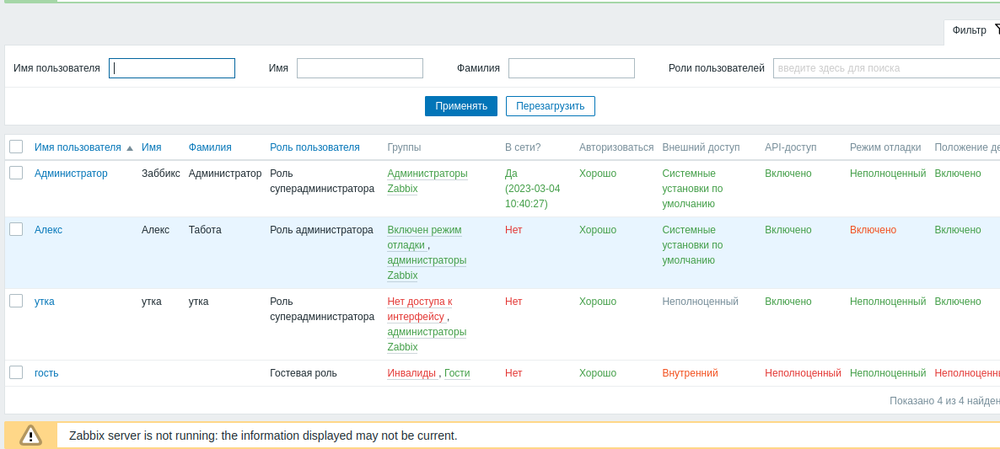 Фильтр
Имя пользователя Имя Фамилия Роли пользователей введите здесь для поиска
Применять Перезагрузить
Имя пользователя Имя Фамилия Роль пользователя Группы В сети? Авторизоваться Внешний доступ API-доступ Режим отладки Положение де
Администратор Заббикс Администратор Роль Администраторы Да Хорошо Системные Включено Неполноценный Включено
суперадминистратора Zabbix (2023-03-04 установки по
10:40:27) умолчанию
Алекс Алекс Табота Роль администратора Включен режим Нет Хорошо Системные Включено Включено Включено
отладки , установки по
администраторы умолчанию
Zabbix
утка утка утка Роль Нет доступа к Нет Хорошо Неполноценный Включено Неполноценный Включено
суперадминистратора интерфейсу ,
администраторы
Zabbix
гость Гостевая роль Инвалиды , Гости Нет Хорошо Внутренний Неполноценный Неполноценный Неполноценны
Показано 4 из 4 найден
Zabbix server is not running: the information displayed may not be current.